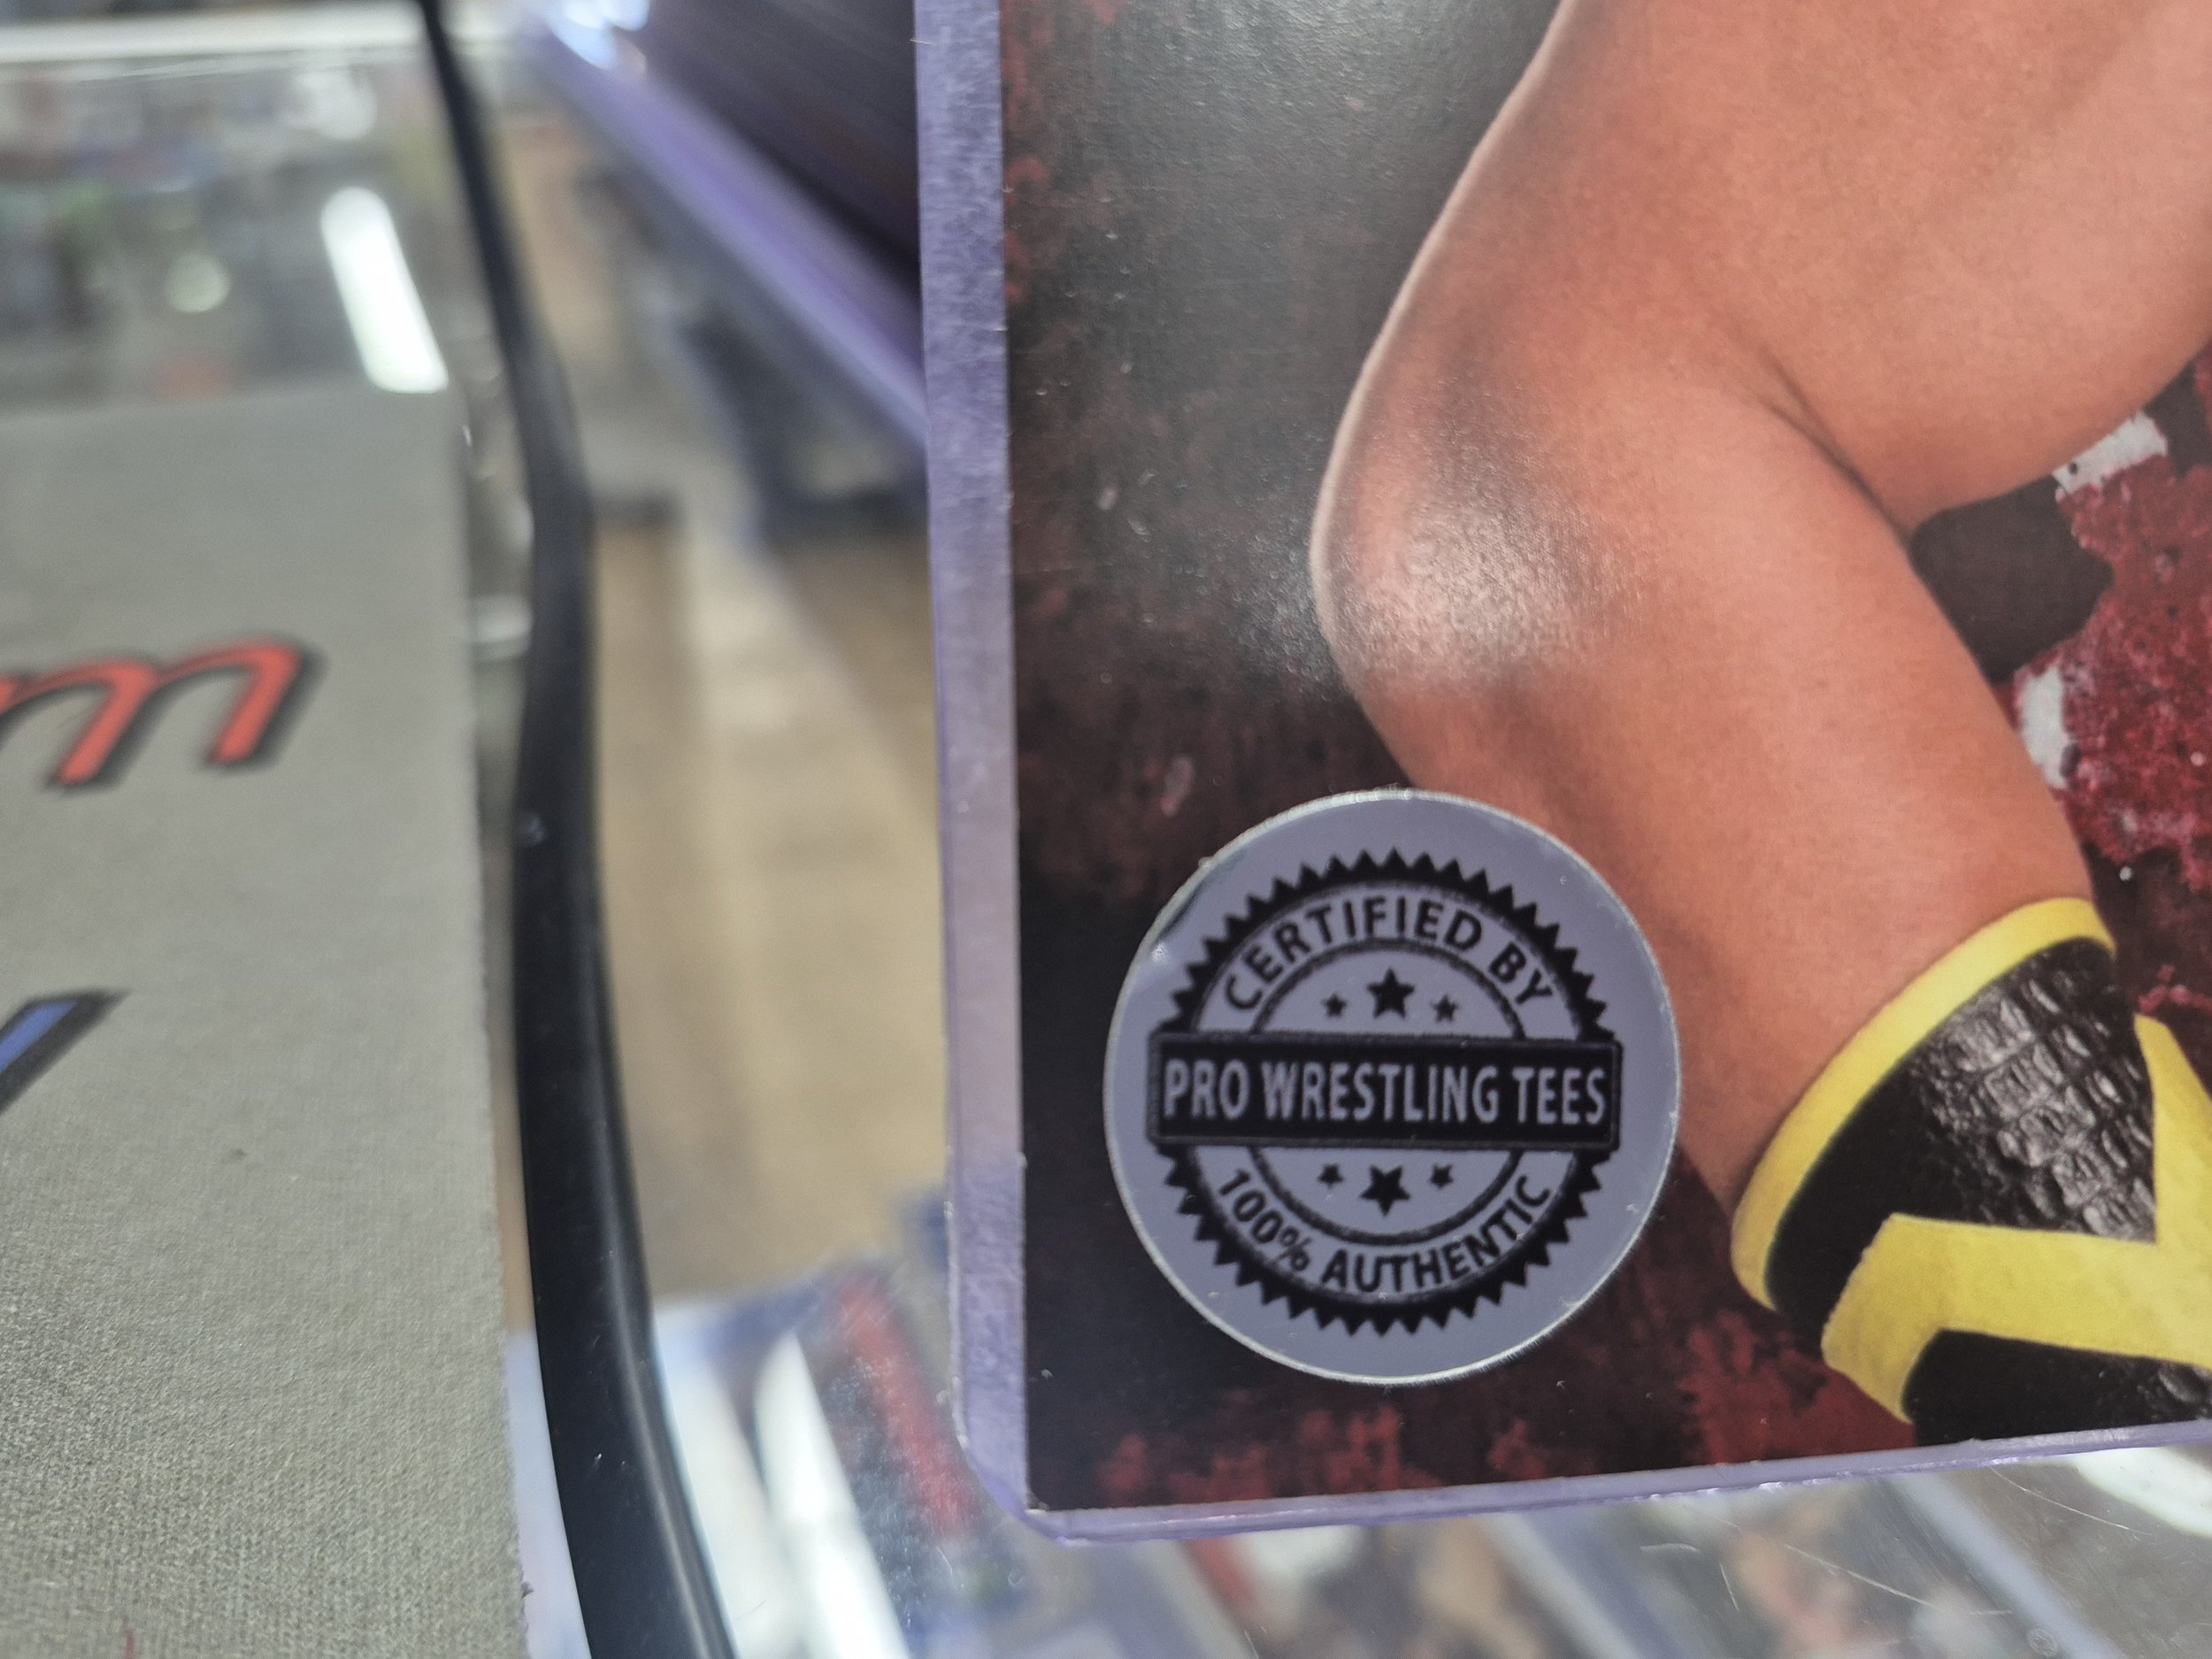 m
CERTIFIED BY
PRO WRESTLING TEES
100% AUTHENTIC